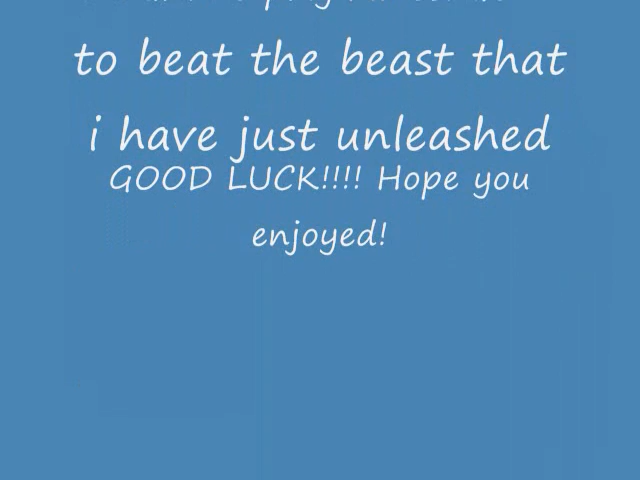 to beat the beast that
i have just unleashed
GOOD LUCK!!!! Hope you
enjoyed!